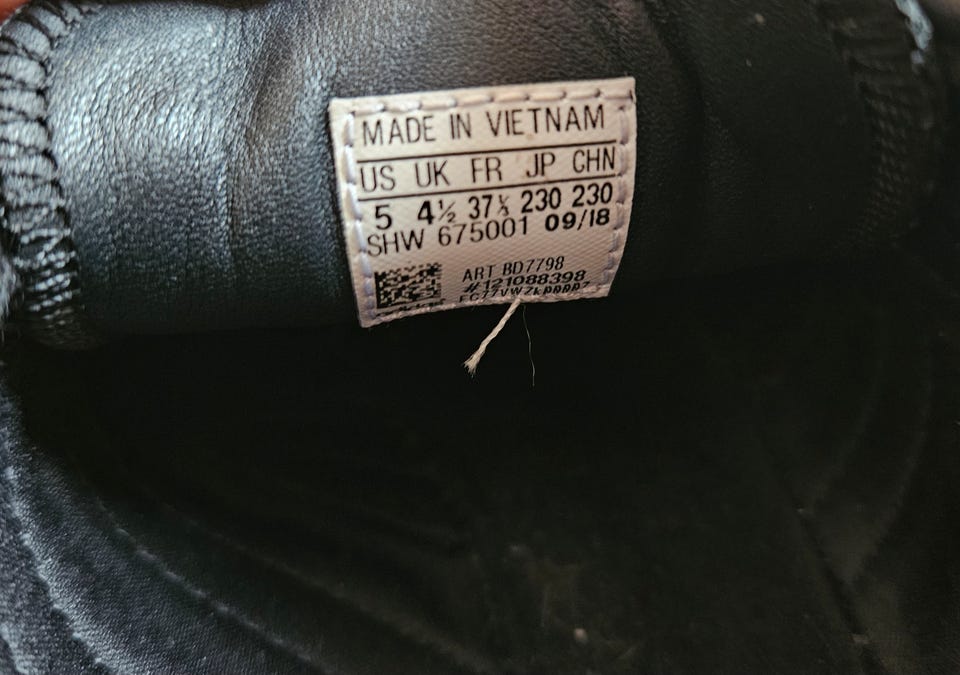 MADE IN VIETNAM
US UK FR JP CHN
5 4½ 37⅓ 230 230
SHW 675001 09/18
ART BD7798
#121088398